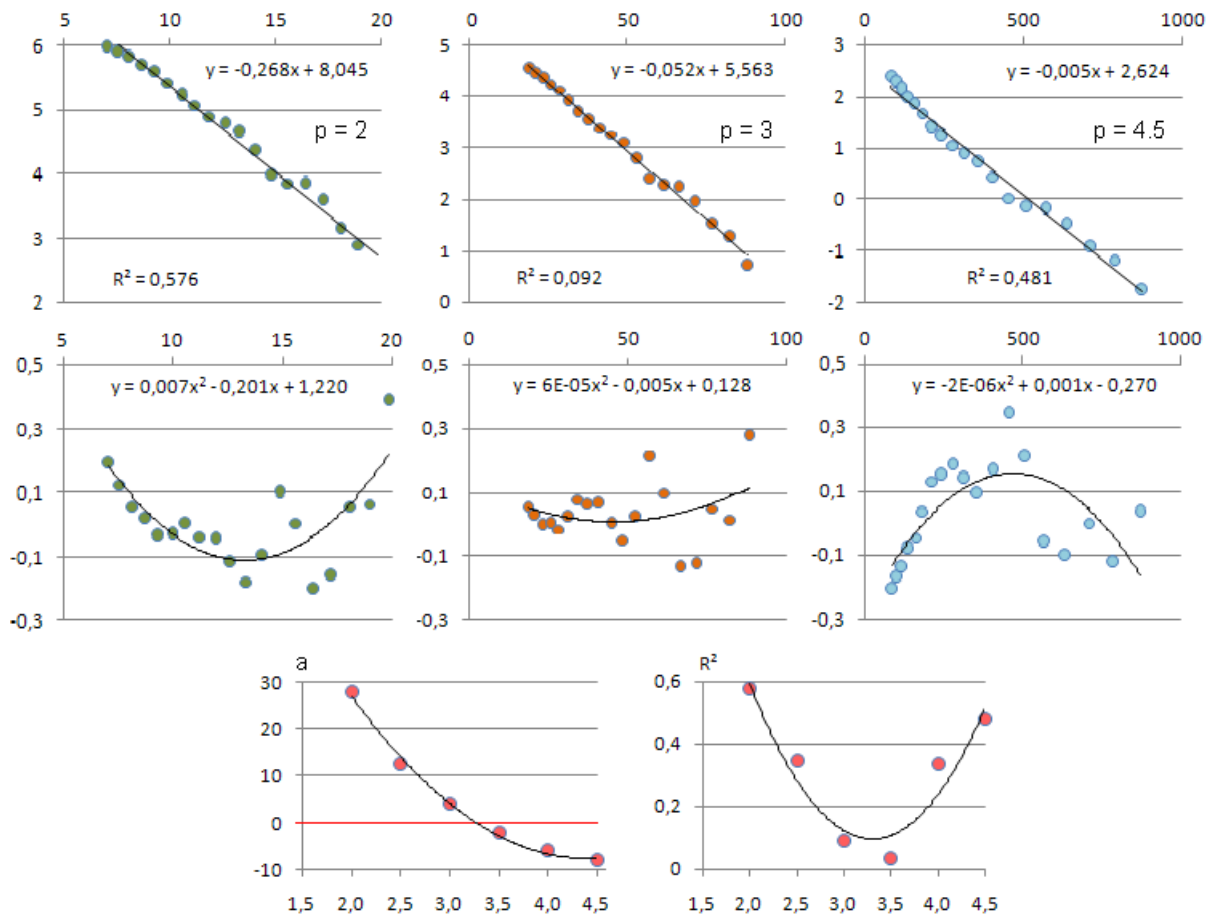 5 10 15 20
6
5
4
3
2
y = -0,268x + 8,045
p = 2
R² = 0,576
0 50 100
5
4
3
2
1
0
y = -0,052x + 5,563
p = 3
R² = 0,092
0 500 1000
3
2
1
0
-1
-2
y = -0,005x + 2,624
p = 4.5
R² = 0,481
5 10 15 20
0,5
0,3
0,1
-0,1
-0,3
y = 0,007x² - 0,201x + 1,220
0 50 100
0,5
0,3
0,1
-0,1
-0,3
y = 6E-05x² - 0,005x + 0,128
0 500 1000
0,5
0,3
0,1
-0,1
-0,3
y = -2E-06x² + 0,001x - 0,270
a
30
20
10
0
-10
1,5 2,0 2,5 3,0 3,5 4,0 4,5
R²
0,6
0,4
0,2
0
1,5 2,0 2,5 3,0 3,5 4,0 4,5